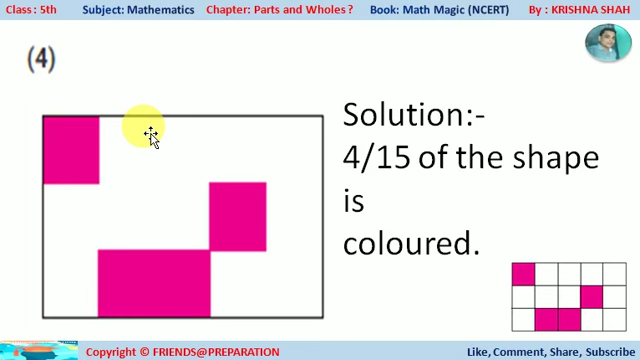 Class : 5th Subject: Mathematics Chapter: Parts and Wholes ? Book: Math Magic (NCERT) By : KRISHNA SHAH
(4)
Solution:-
4/15 of the shape
is
coloured.
Copyright © FRIENDS@PREPARATION Like, Comment, Share, Subscribe